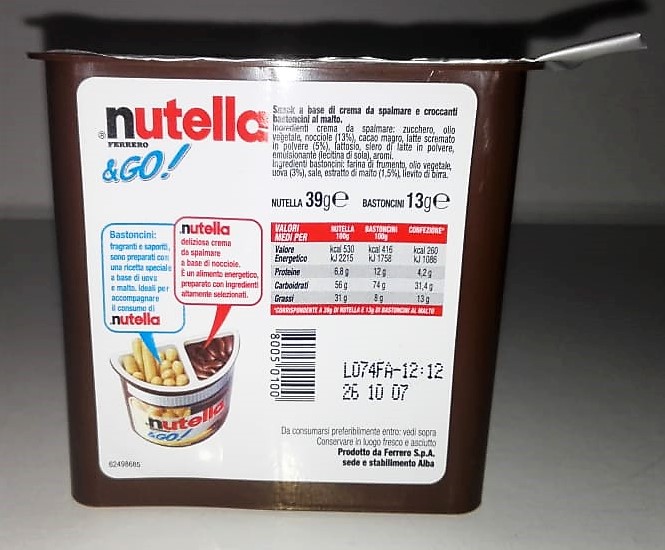 nutella
® FERRERO
&GO!
Snack a base di crema da spalmare e croccanti
bastoncini al malto.
Ingredienti crema da spalmare: zucchero, olio
vegetale, nocciole (13%), cacao magro, latte scremato
in polvere (5%), lattosio, siero di latte in polvere,
emulsionante (lecitina di soia), aromi.
Ingredienti bastoncini: farina di frumento, olio vegetale,
uova (3%), sale, estratto di malto (1,5%), lievito di birra.
NUTELLA 39g℮ BASTONCINI 13g℮
VALORI MEDI PER NUTELLA 100g BASTONCINI 100g CONFEZIONE*
Valore Energetico kcal 530 kJ 2215 kcal 416 kJ 1758 kcal 260 kJ 1086
Proteine 6,8 g 12 g 4,2 g
Carboidrati 56 g 74 g 31,4 g
Grassi 31 g 8 g 13 g
*CORRISPONDENTE A 39g DI NUTELLA E 13g DI BASTONCINI AL MALTO
Bastoncini:
fragranti e saporiti,
sono preparati con
una ricetta speciale
a base di uova
e malto. Ideali per
accompagnare
il consumo di
nutella
nutella
deliziosa crema
da spalmare
a base di nocciole.
È un alimento energetico,
preparato con ingredienti
altamente selezionati.
nutella
&GO!
8005 0100
L074FA-12:12
26 10 07
Da consumarsi preferibilmente entro: vedi sopra
Conservare in luogo fresco e asciutto
Prodotto da Ferrero S.p.A.
sede e stabilimento Alba
62498685